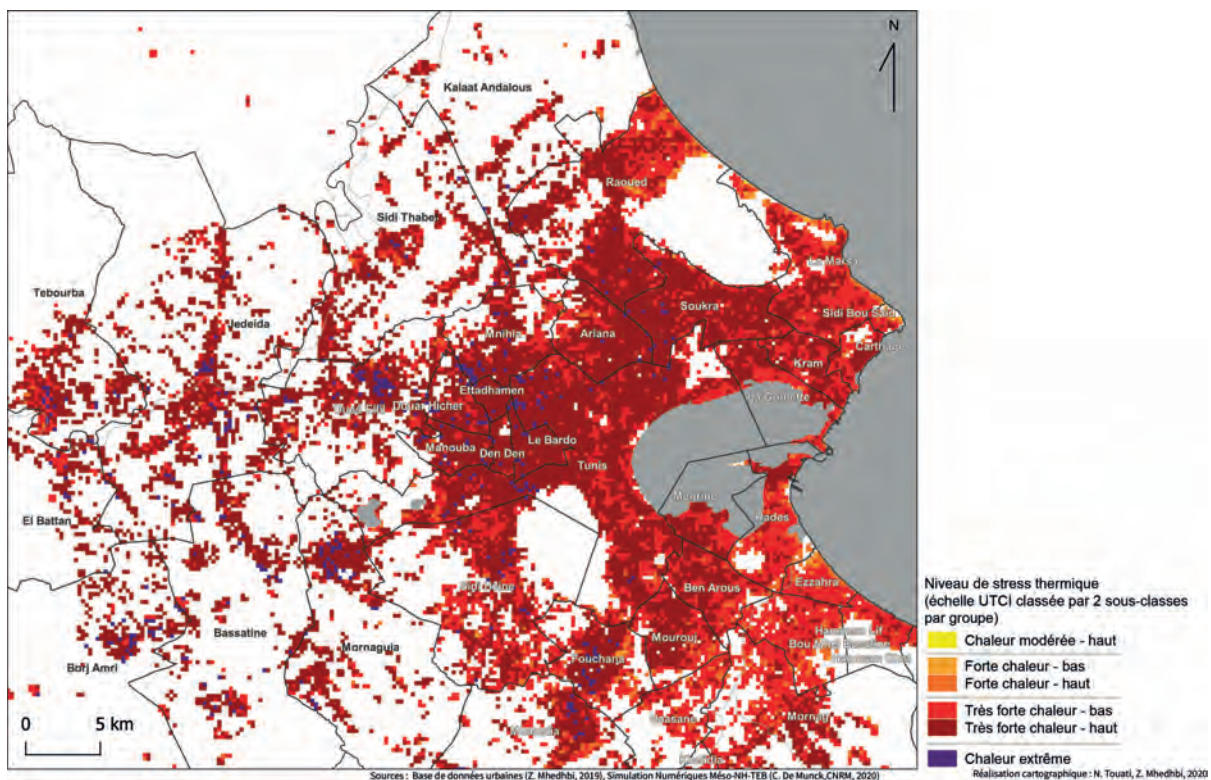 N
Kalaat Andalous
Raoued
Sidi Thabet
La Marsa
Tebourba
Soukra
Sidi Bou Said
Jedeida
Mnihla
Ariana
Carthage
Kram
Ettadhamen
Douar Hicher
La Goulette
Le Bardo
Manouba
Den Den
Tunis
Megrine
El Battan
Rades
Ezzahra
Ben Arous
Bassatine
Mornaguia
Mourouj
Fouchana
Borj Amri
Mornag
0 5 km
Niveau de stress thermique
(échelle UTCI classée par 2 sous-classes
par groupe)
Chaleur modérée - haut
Forte chaleur - bas
Forte chaleur - haut
Très forte chaleur - bas
Très forte chaleur - haut
Chaleur extrême
Sources : Base de données urbaines (Z. Mhedhbi, 2019), Simulation Numériques Méso-NH-TEB (C. De Munck,CNRM, 2020)
Réalisation cartographique : N. Touati, Z. Mhedhbi, 2020